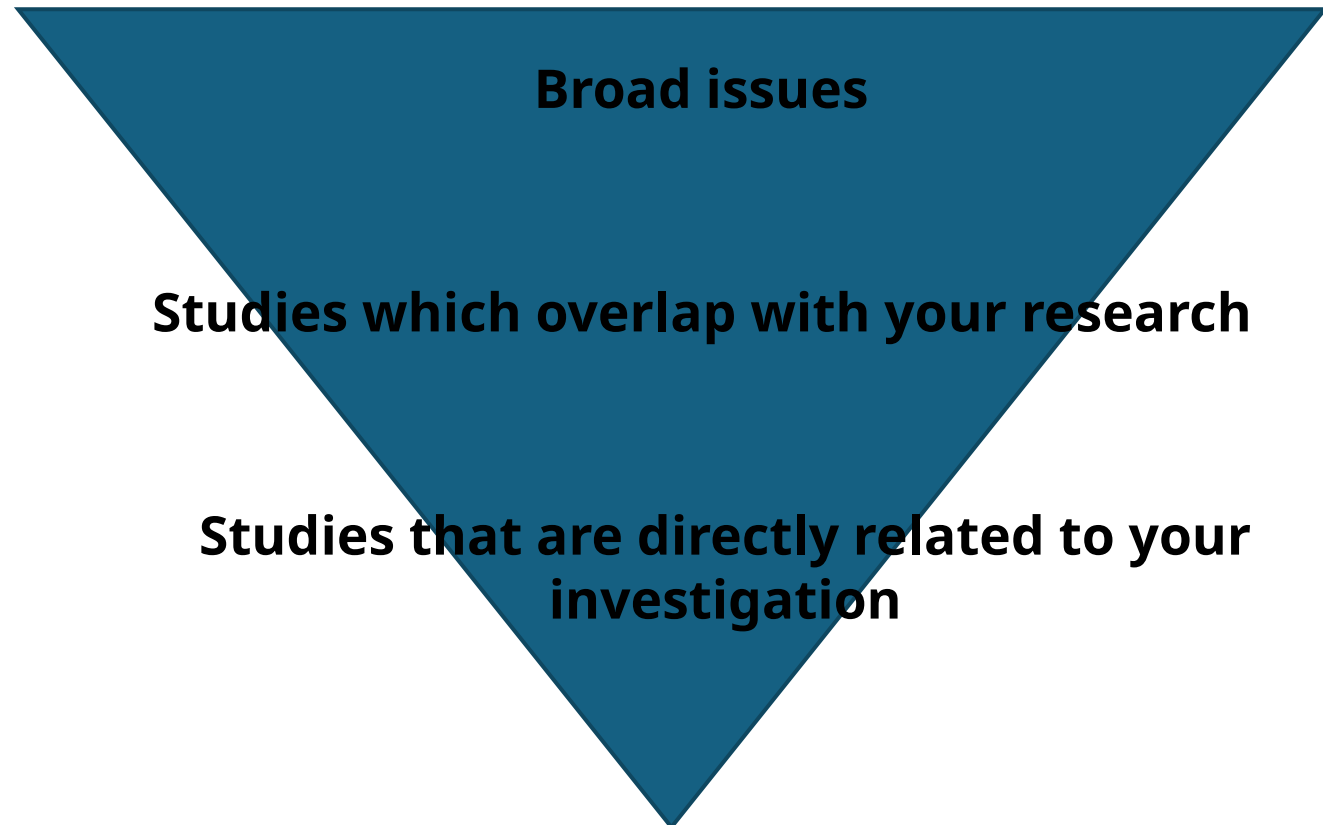 Broad issues
Studies which overlap with your research
Studies that are directly related to your
investigation